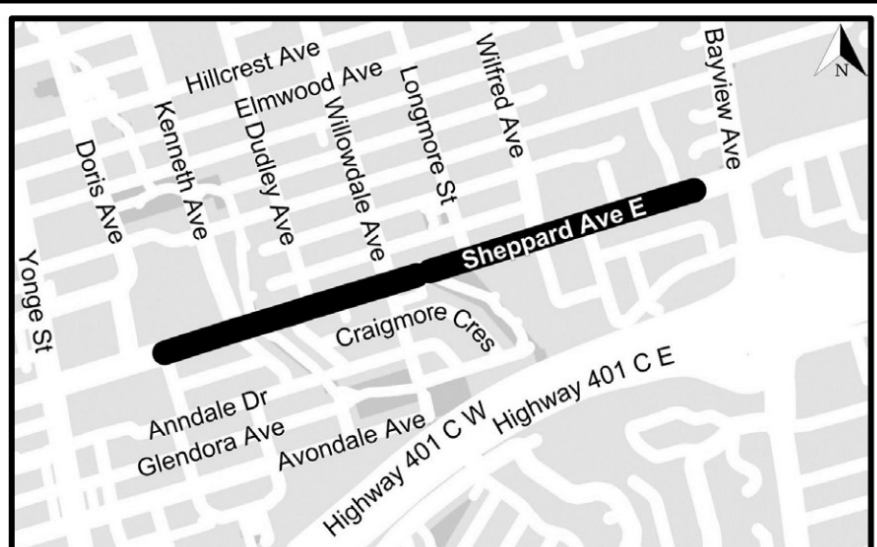 Hillcrest Ave
Elmwood Ave
Wilfred Ave
Bayview Ave
N
Longmore St
Kenneth Ave
Dudley Ave
Willowdale Ave
Doris Ave
Sheppard Ave E
Yonge St
Craigmore Cres
Anndale Dr
Glendora Ave
Avondale Ave
Highway 401 C W
Highway 401 C E